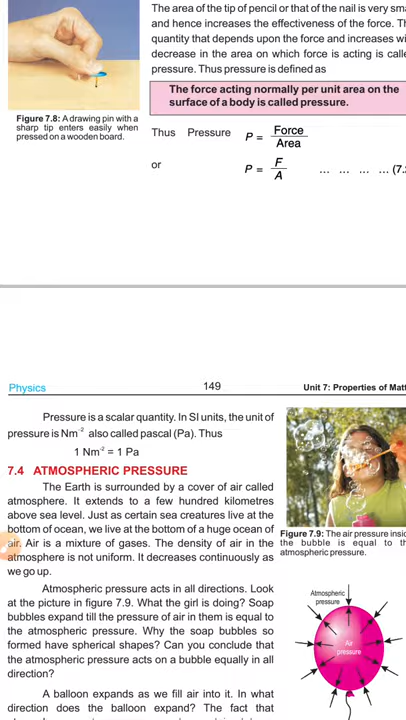 The area of the tip of pencil or that of the nail is very
and hence increases the effectiveness of the force.
quantity that depends upon the force and increases
decrease in the area on which force is acting is
pressure. Thus pressure is defined as
The force acting normally per unit area on the
surface of a body is called pressure.
Figure 7.8: A drawing pin with a
sharp tip enters easily when
pressed on a wooden board.
Thus Pressure P = Force / Area
or P = F / A ... ... ... ... (7.
Physics 149 Unit 7: Properties of
Pressure is a scalar quantity. In SI units, the unit of
pressure is Nm⁻² also called pascal (Pa). Thus
1 Nm⁻² = 1 Pa
7.4 ATMOSPHERIC PRESSURE
The Earth is surrounded by a cover of air called
atmosphere. It extends to a few hundred kilometres
above sea level. Just as certain sea creatures live at the
bottom of ocean, we live at the bottom of a huge ocean of
air. Air is a mixture of gases. The density of air in the
atmosphere is not uniform. It decreases continuously as
we go up.
Figure 7.9: The air pressure
the bubble is equal to
atmospheric pressure.
Atmospheric pressure acts in all directions. Look
at the picture in figure 7.9. What the girl is doing? Soap
bubbles expand till the pressure of air in them is equal to
the atmospheric pressure. Why the soap bubbles so
formed have spherical shapes? Can you conclude that
the atmospheric pressure acts on a bubble equally in all
direction?
Atmospheric
pressure
Air
pressure
A balloon expands as we fill air into it. In what
direction does the balloon expand? The fact that